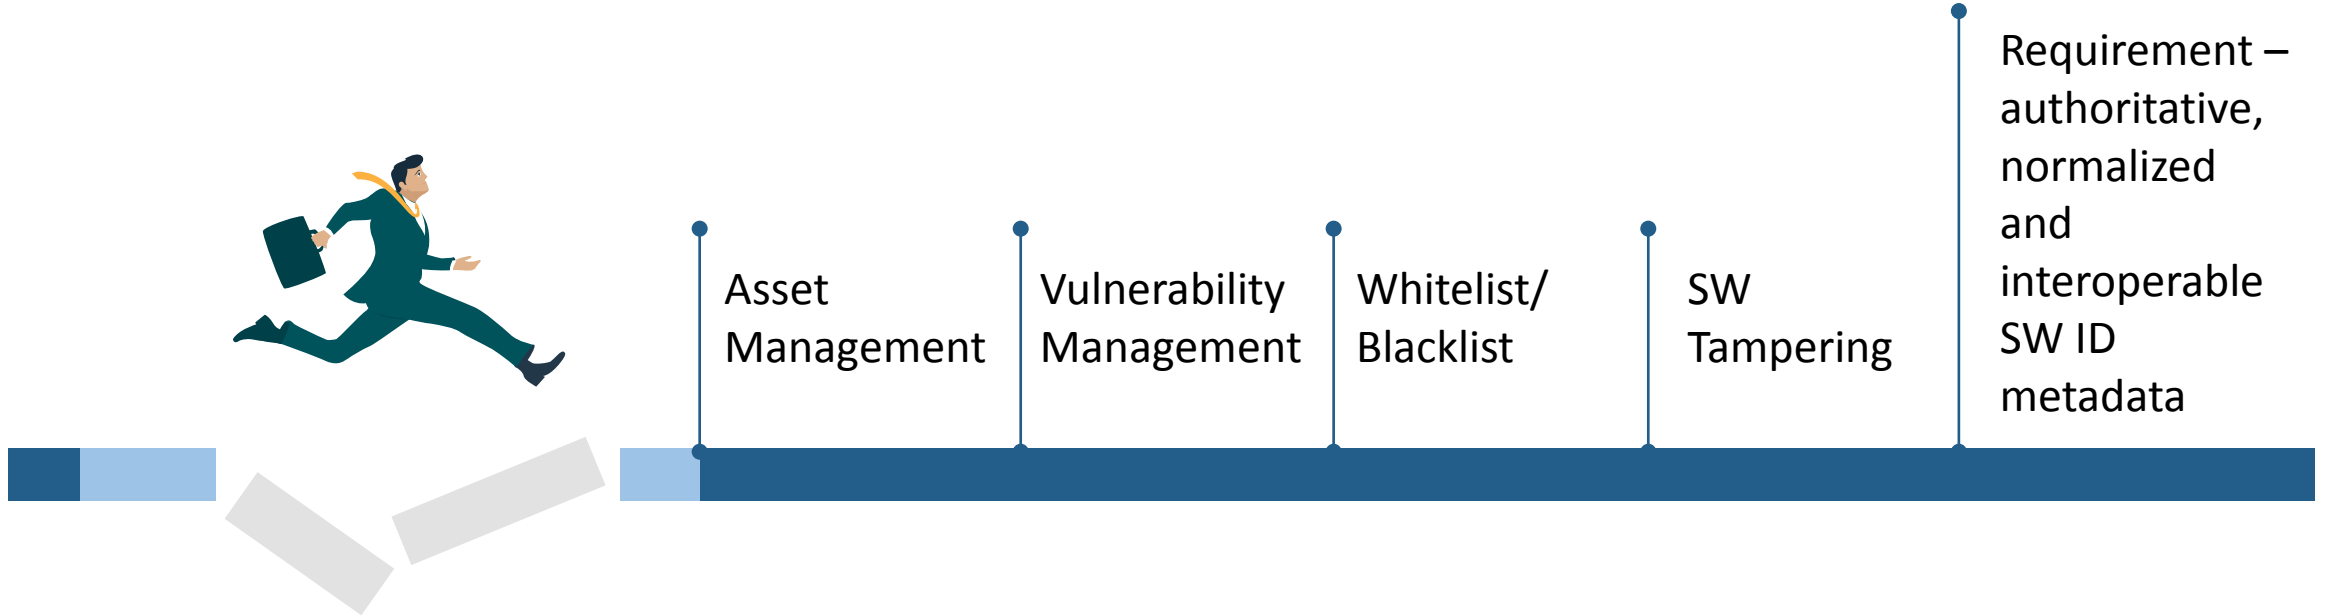 Asset
Management
Vulnerability
Management
Whitelist/
Blacklist
SW
Tampering
Requirement –
authoritative,
normalized
and
interoperable
SW ID
metadata